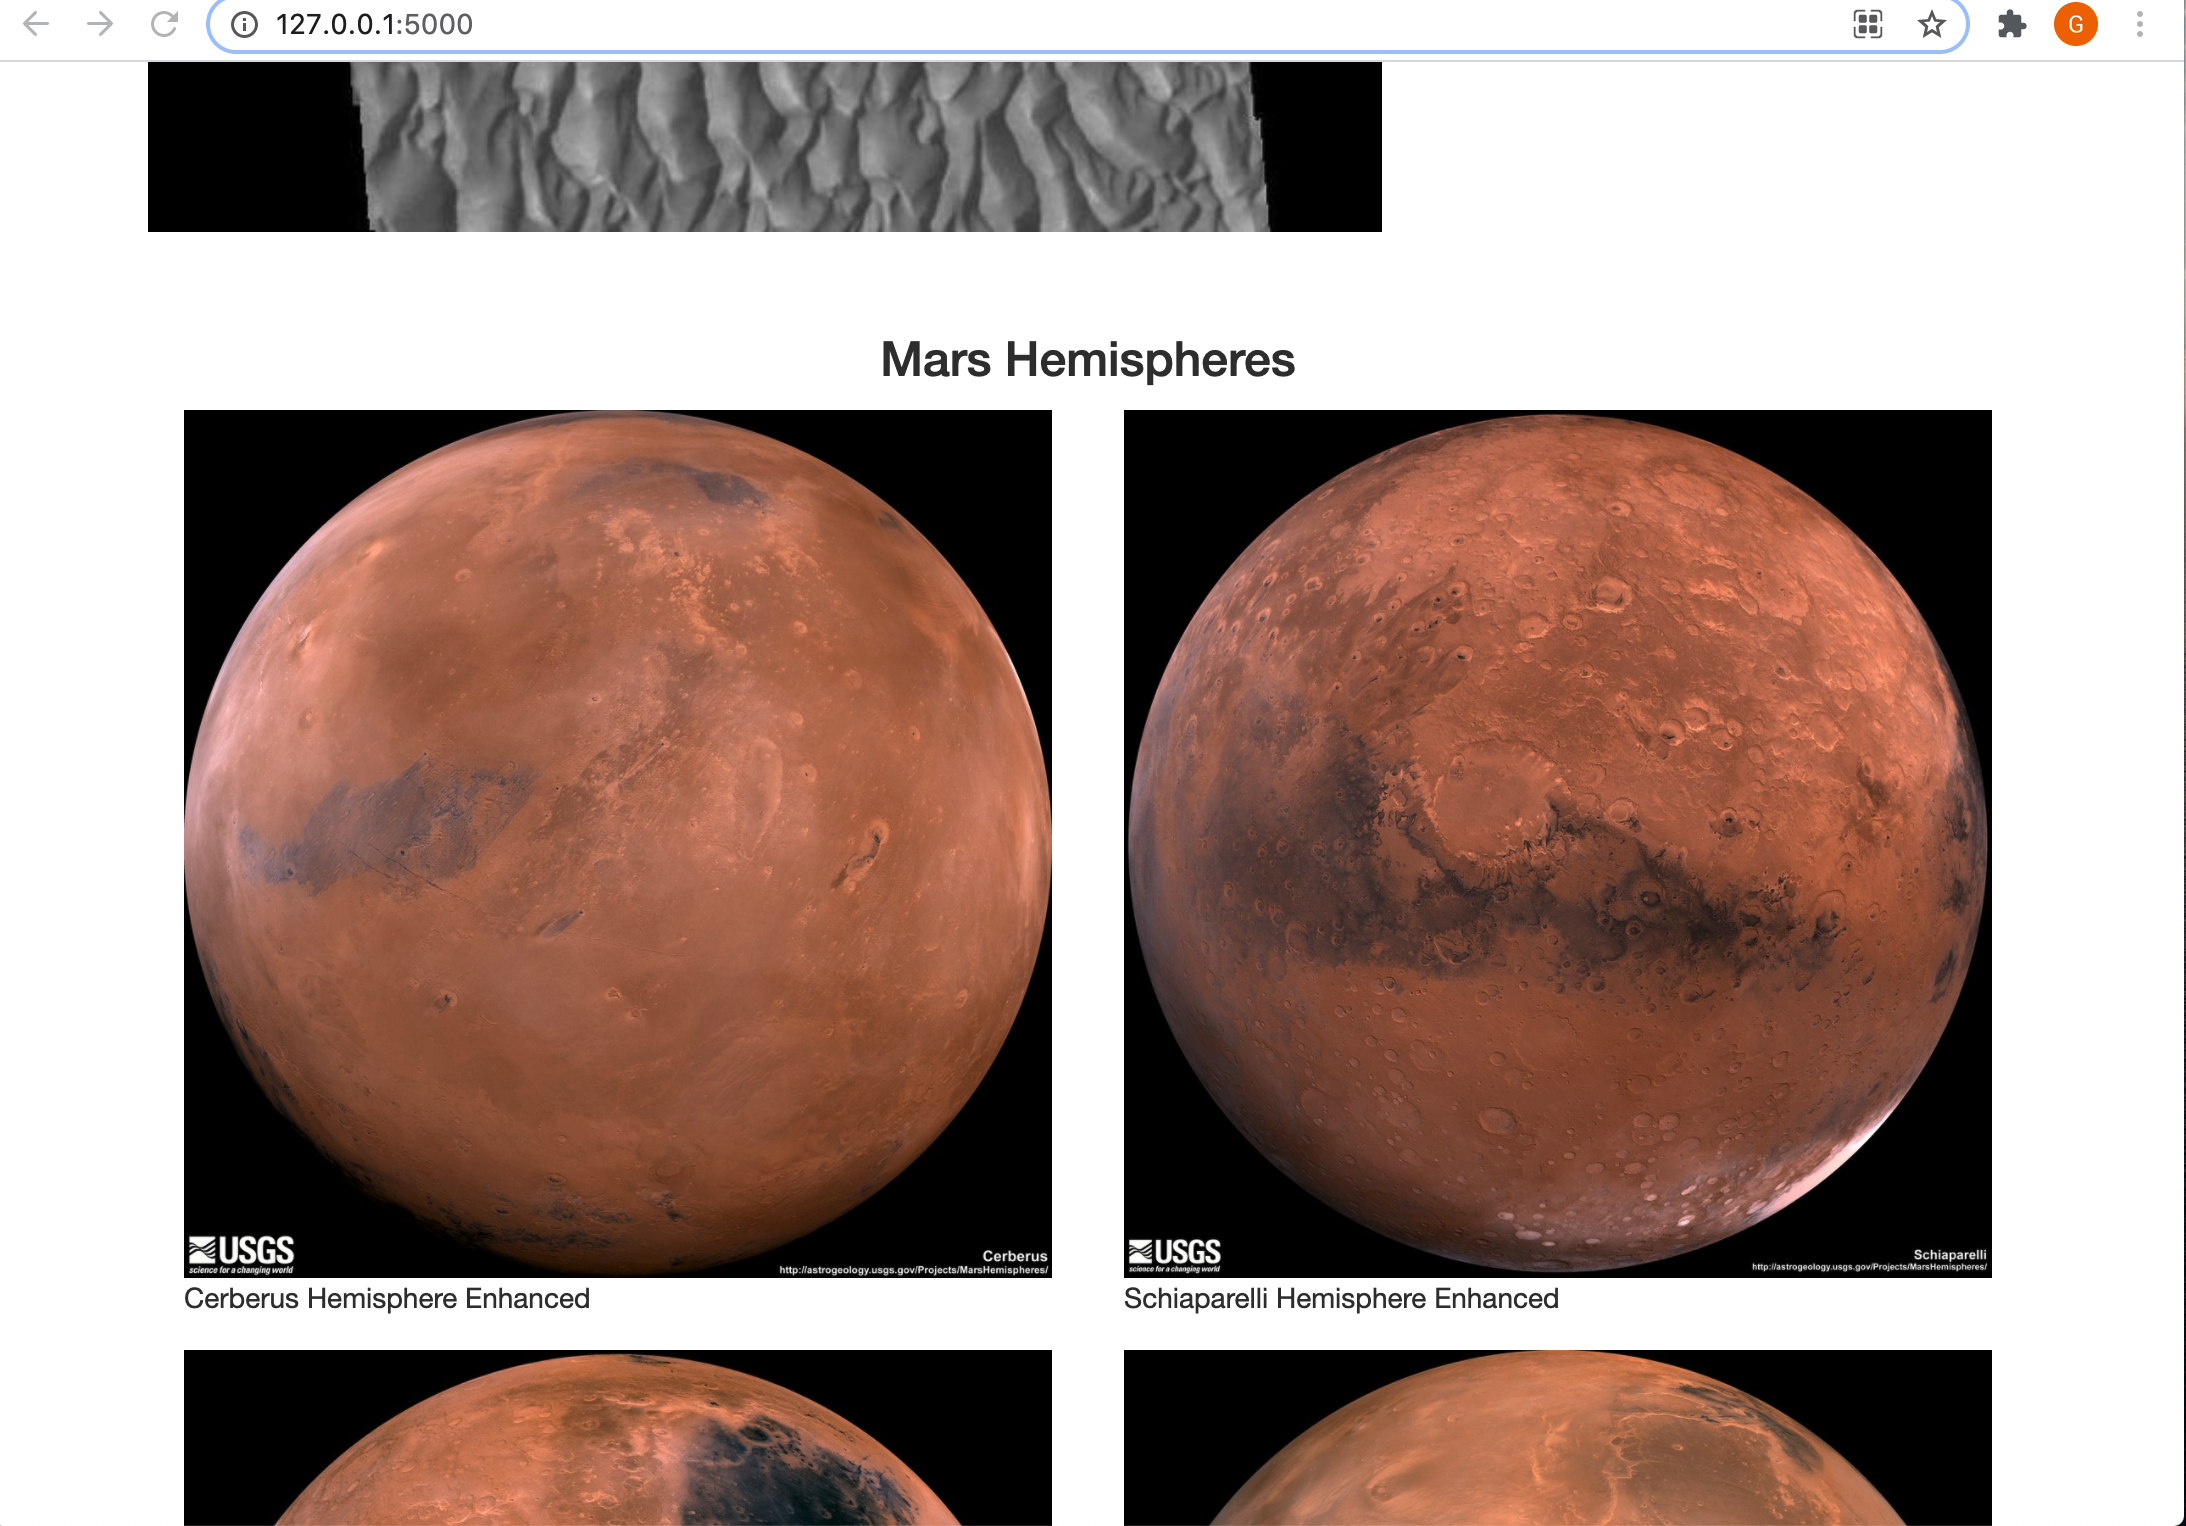 127.0.0.1:5000
G
Mars Hemispheres
USGS
science for a changing world
Cerberus
http://astrogeology.usgs.gov/Projects/MarsHemispheres/
USGS
science for a changing world
Schiaparelli
http://astrogeology.usgs.gov/Projects/MarsHemispheres/
Cerberus Hemisphere Enhanced
Schiaparelli Hemisphere Enhanced